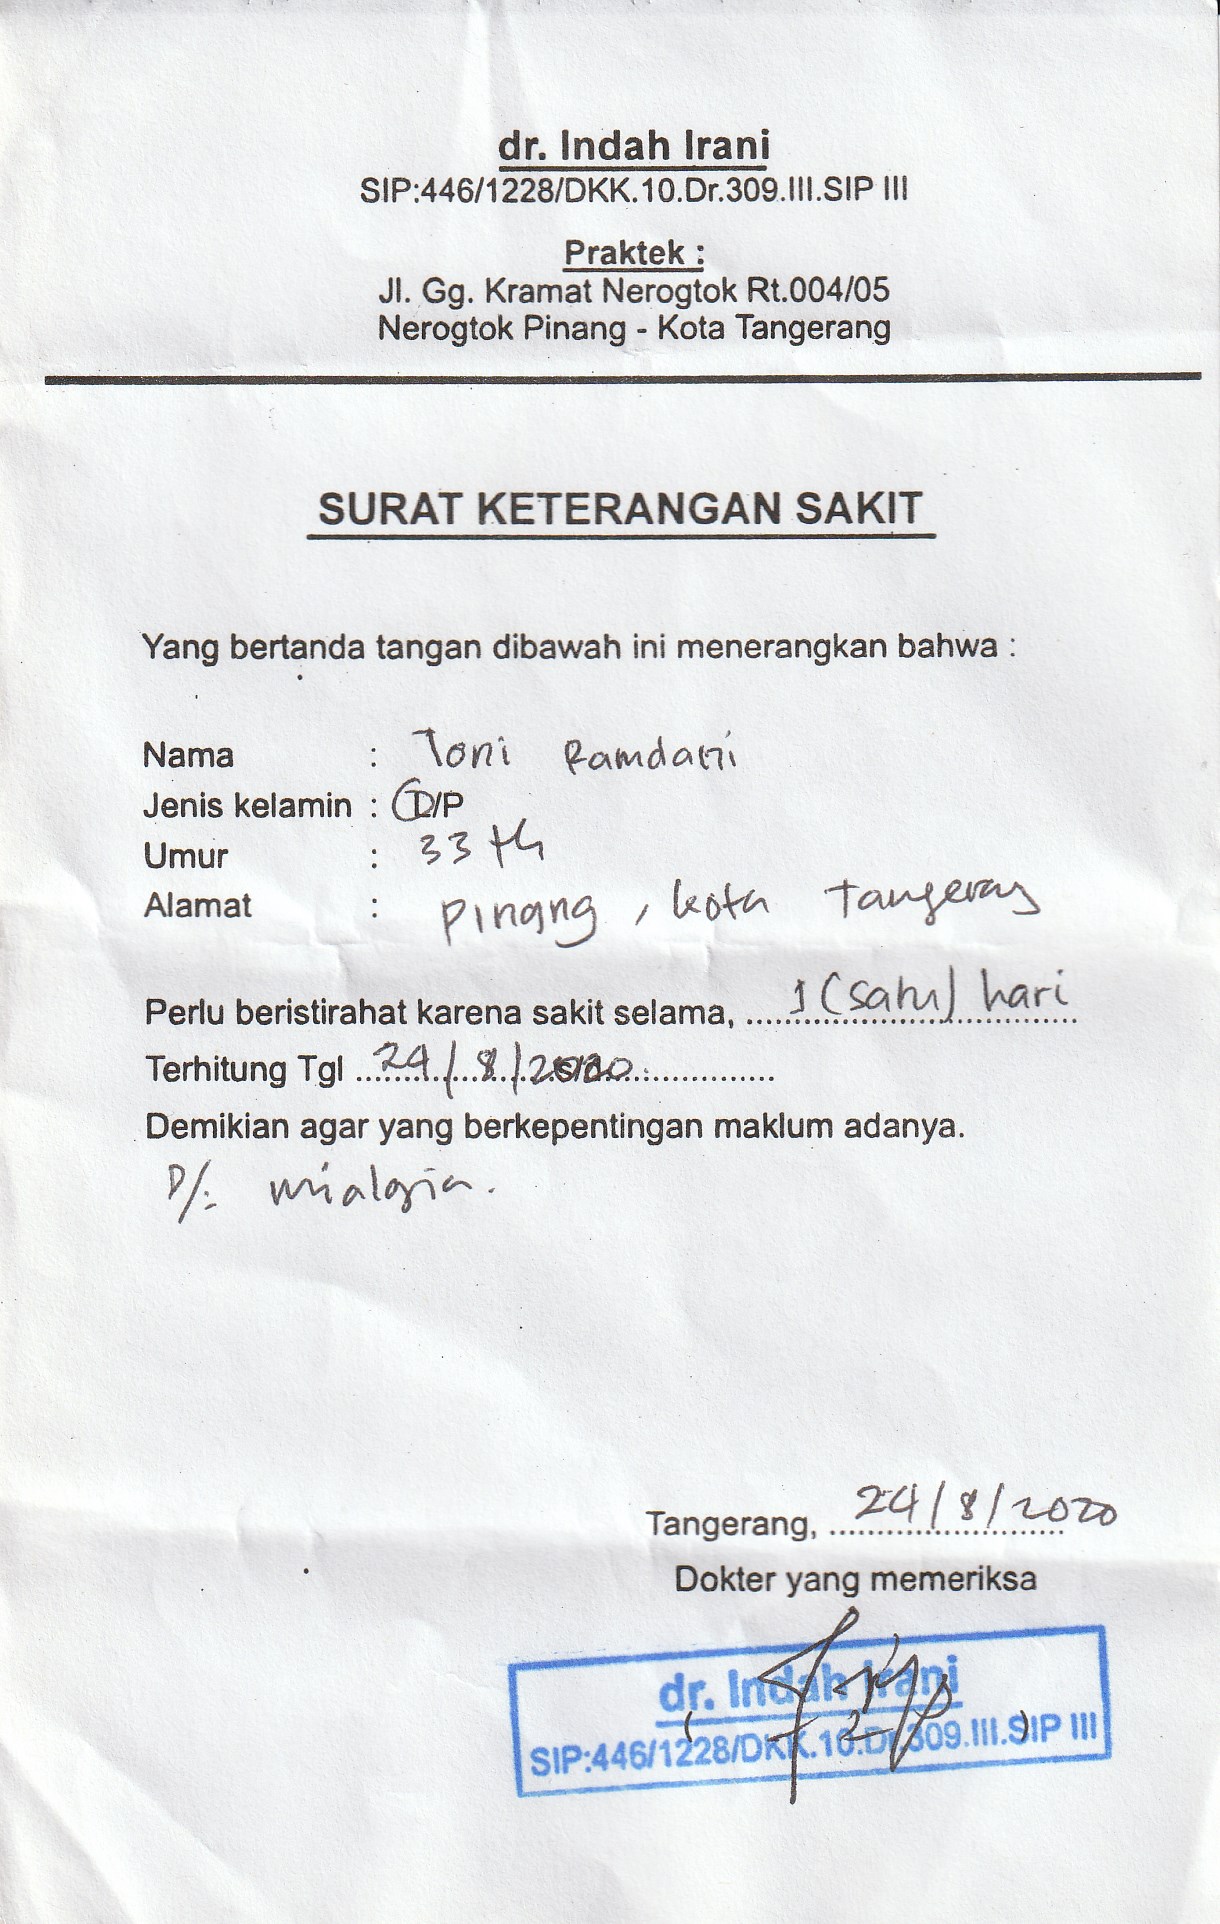 dr. Indah Irani
SIP:446/1228/DKK.10.Dr.309.III.SIP III
Praktek :
Jl. Gg. Kramat Nerogtok Rt.004/05
Nerogtok Pinang - Kota Tangerang
SURAT KETERANGAN SAKIT
Yang bertanda tangan dibawah ini menerangkan bahwa :
Nama : Toni Ramdani
Jenis kelamin : L/P
Umur : 33 th
Alamat : Pinang, kota Tangerang
Perlu beristirahat karena sakit selama, 1 (satu) hari
Terhitung Tgl 24/8/2020
Demikian agar yang berkepentingan maklum adanya.
D/: mialgia.
Tangerang, 24/8/2020
Dokter yang memeriksa
dr. Indah Irani
SIP:446/1228/DKK.10.Dr.309.III.SIP III